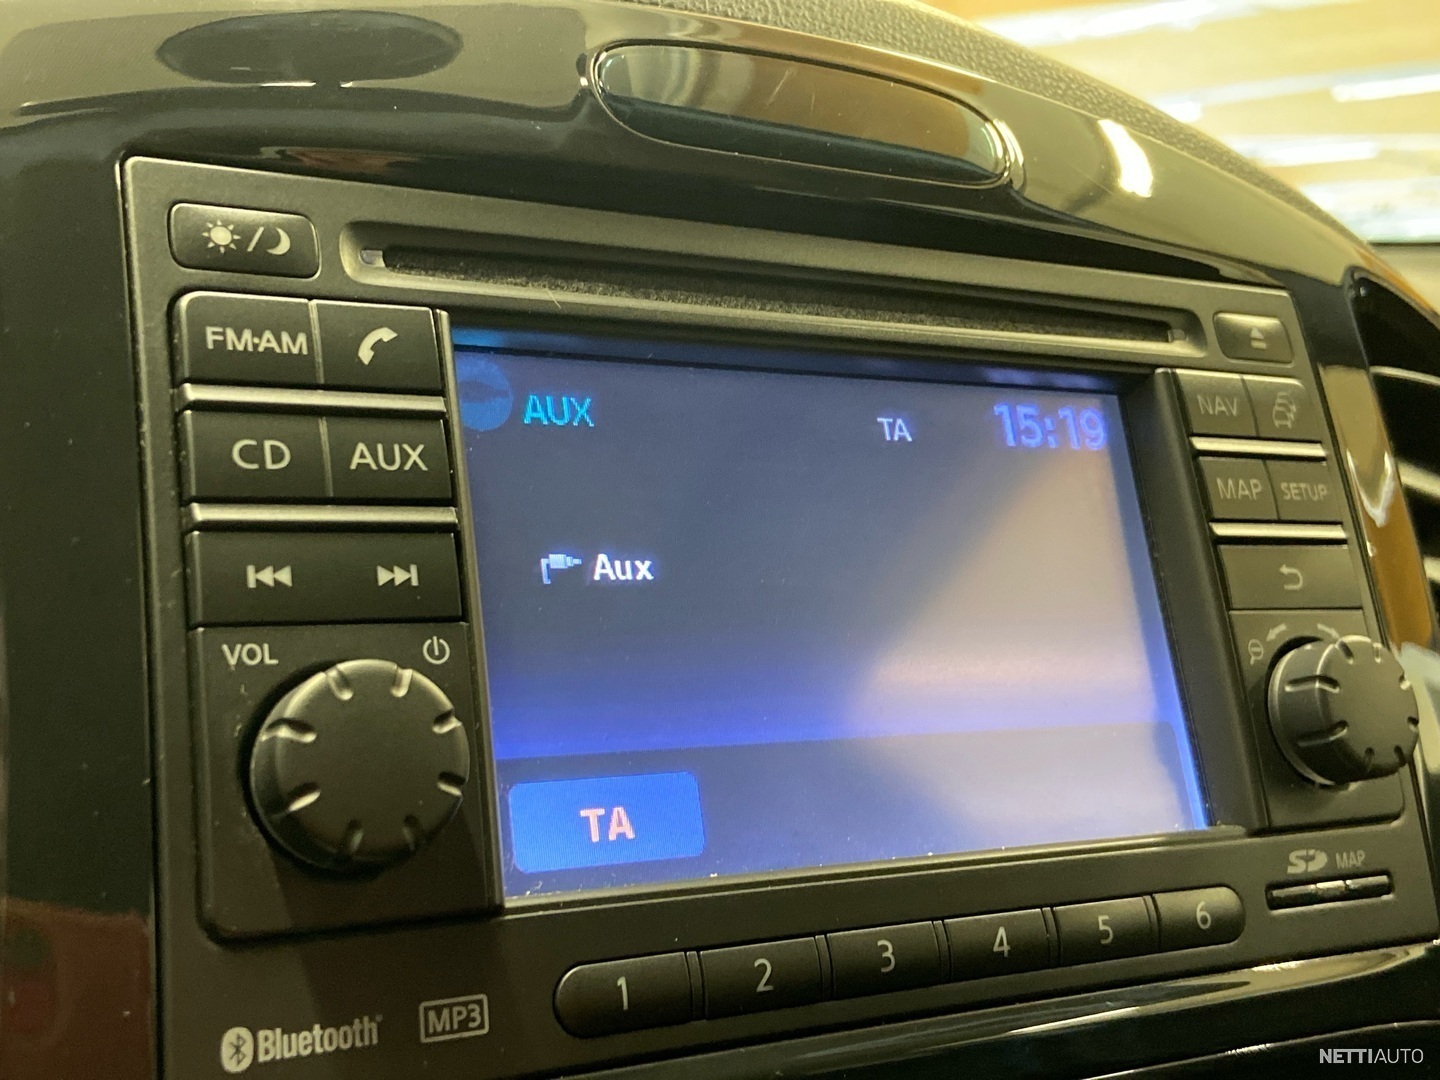 FM·AM
CD AUX
VOL
AUX TA 15:19
Aux
TA
NAV
MAP SETUP
SD MAP
1 2 3 4 5 6
Bluetooth MP3
NETTIAUTO